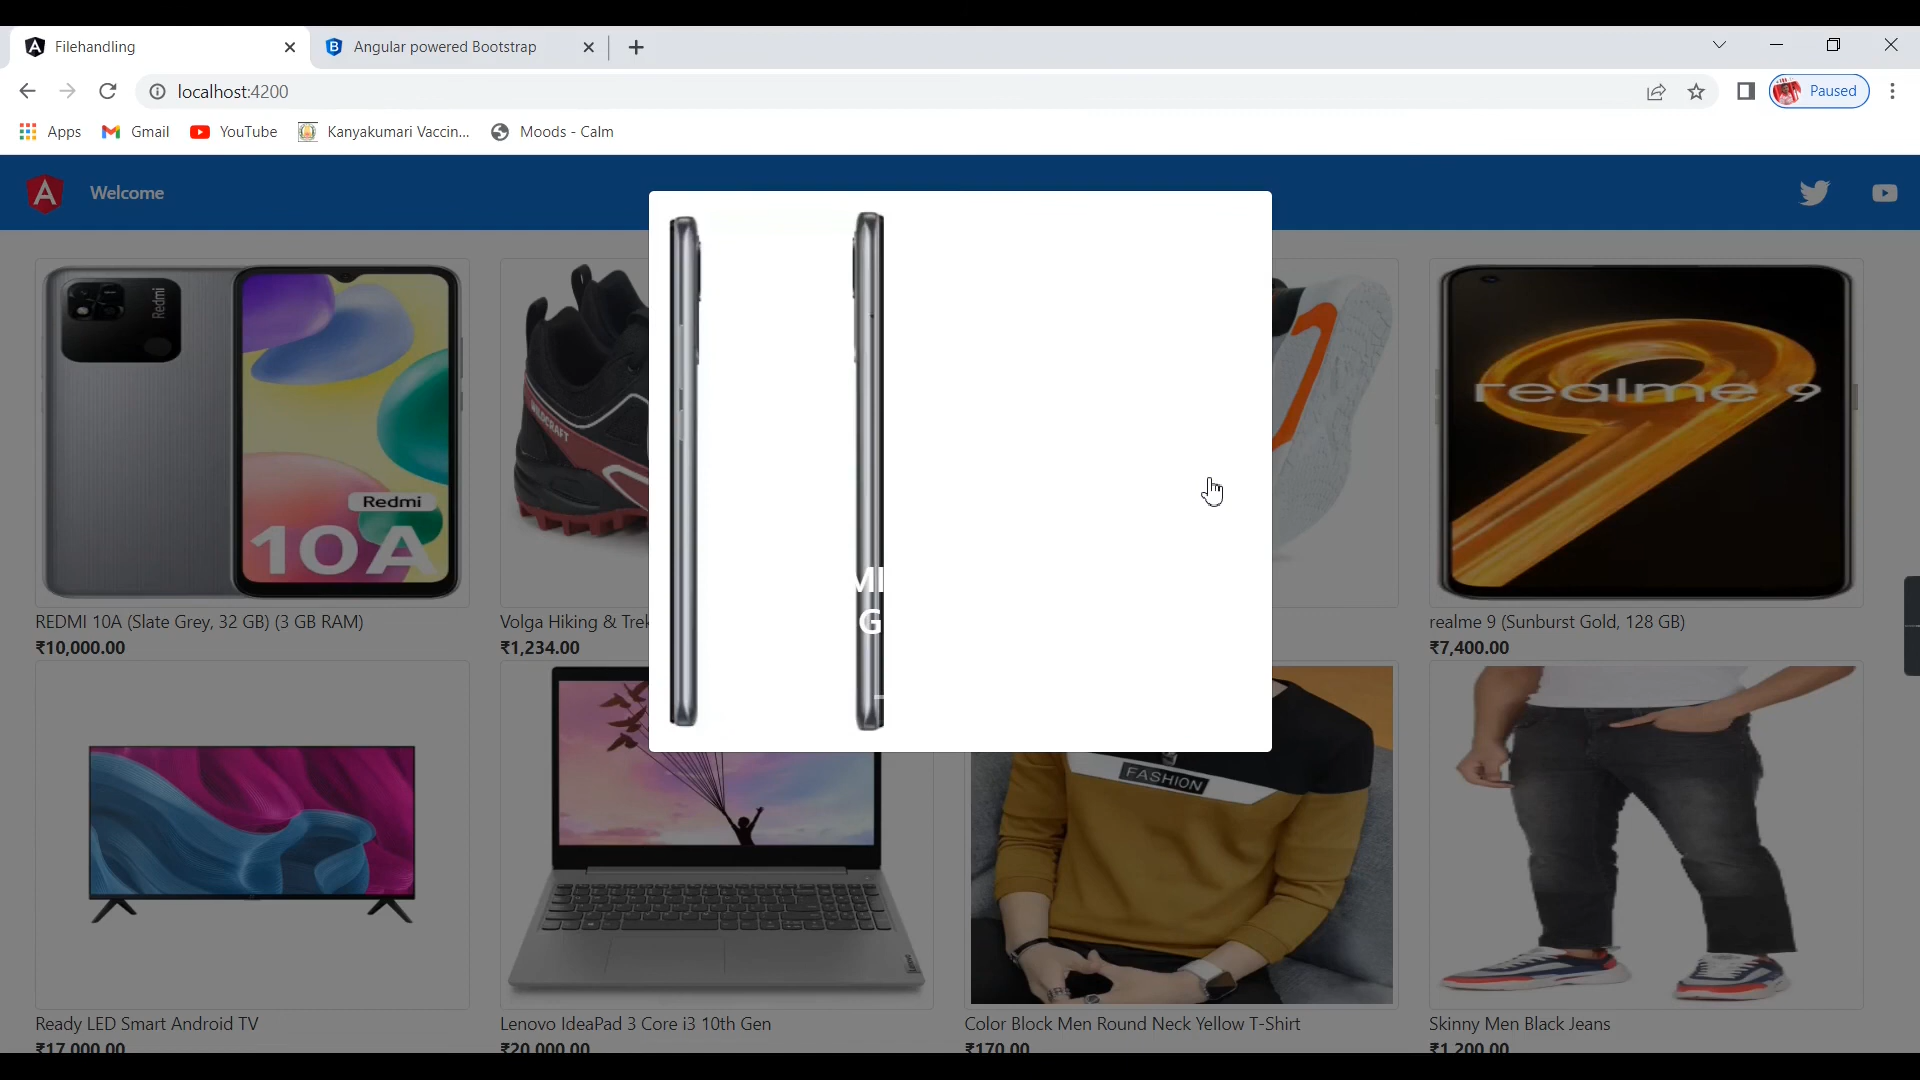 Filehandling
Angular powered Bootstrap
localhost:4200
Paused
Apps
Gmail
YouTube
Kanyakumari Vaccin...
Moods - Calm
Welcome
Redmi
Redmi
10A
WILDCRAFT
realme 9
MI
G
REDMI 10A (Slate Grey, 32 GB) (3 GB RAM)
₹10,000.00
Volga Hiking & Trek
₹1,234.00
realme 9 (Sunburst Gold, 128 GB)
₹7,400.00
FASHION
Lenovo
Ready LED Smart Android TV
₹17,000.00
Lenovo IdeaPad 3 Core i3 10th Gen
₹20,000.00
Color Block Men Round Neck Yellow T-Shirt
₹170.00
Skinny Men Black Jeans
₹1,200.00